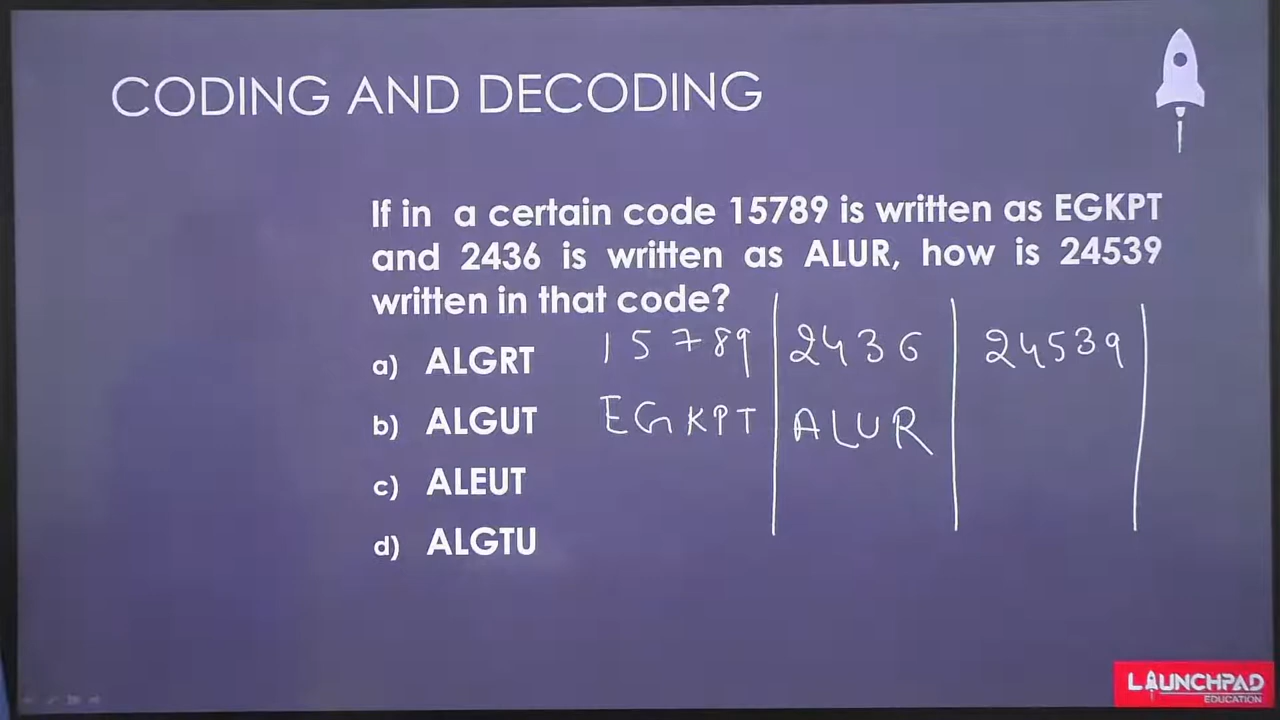 CODING AND DECODING
If in a certain code 15789 is written as EGKPT
and 2436 is written as ALUR, how is 24539
written in that code?
a) ALGRT
b) ALGUT
c) ALEUT
d) ALGTU
15789 2436 24539
EGKPT ALUR
LAUNCHPAD
EDUCATION